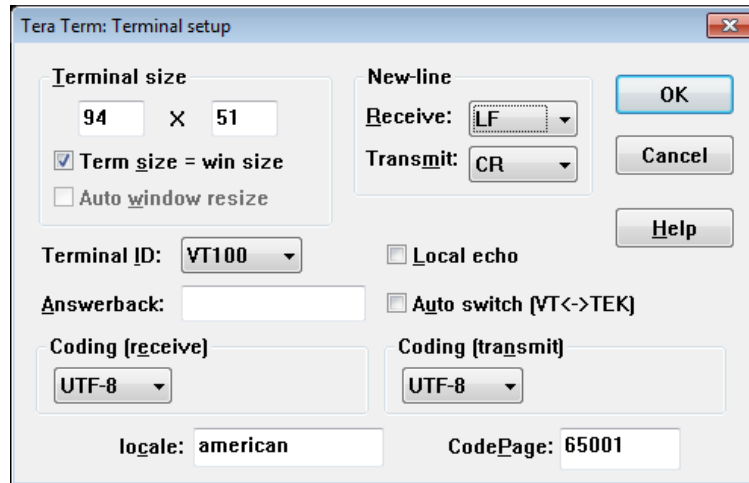 Tera Term: Terminal setup
Terminal size
94 X 51
Term size = win size
Auto window resize
New-line
Receive: LF
Transmit: CR
OK
Cancel
Help
Terminal ID: VT100
Local echo
Answerback:
Auto switch (VT<->TEK)
Coding (receive)
UTF-8
Coding (transmit)
UTF-8
locale: american
CodePage: 65001